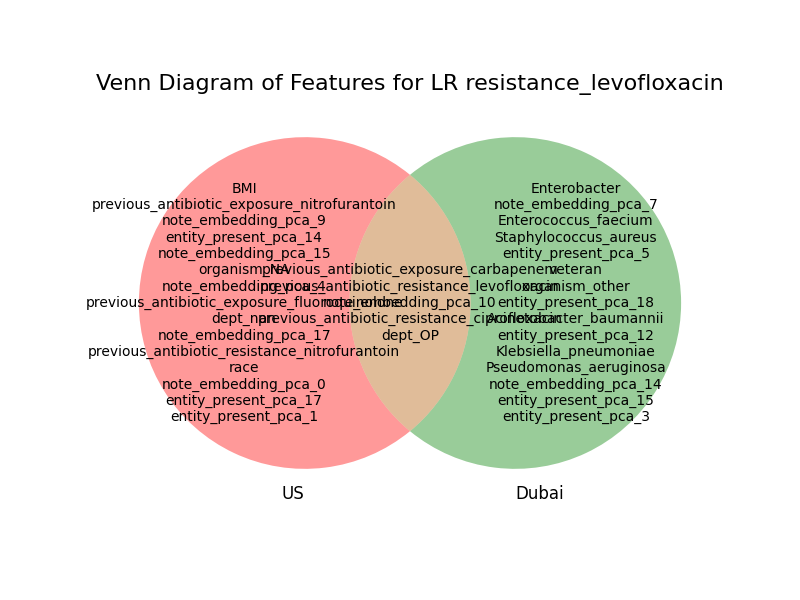 Venn Diagram of Features for LR resistance_levofloxacin
BMI
previous_antibiotic_exposure_nitrofurantoin
note_embedding_pca_9
entity_present_pca_14
note_embedding_pca_15
organism_NA
note_embedding_pca_4
previous_antibiotic_exposure_fluoroquinolone
dept_nan
note_embedding_pca_17
previous_antibiotic_resistance_nitrofurantoin
race
note_embedding_pca_0
entity_present_pca_17
entity_present_pca_1
previous_antibiotic_exposure_carbapenem
previous_antibiotic_resistance_levofloxacin
note_embedding_pca_10
previous_antibiotic_resistance_ciprofloxacin
dept_OP
Enterobacter
note_embedding_pca_7
Enterococcus_faecium
Staphylococcus_aureus
entity_present_pca_5
veteran
organism_other
entity_present_pca_18
Acinetobacter_baumannii
entity_present_pca_12
Klebsiella_pneumoniae
Pseudomonas_aeruginosa
note_embedding_pca_14
entity_present_pca_15
entity_present_pca_3
US
Dubai